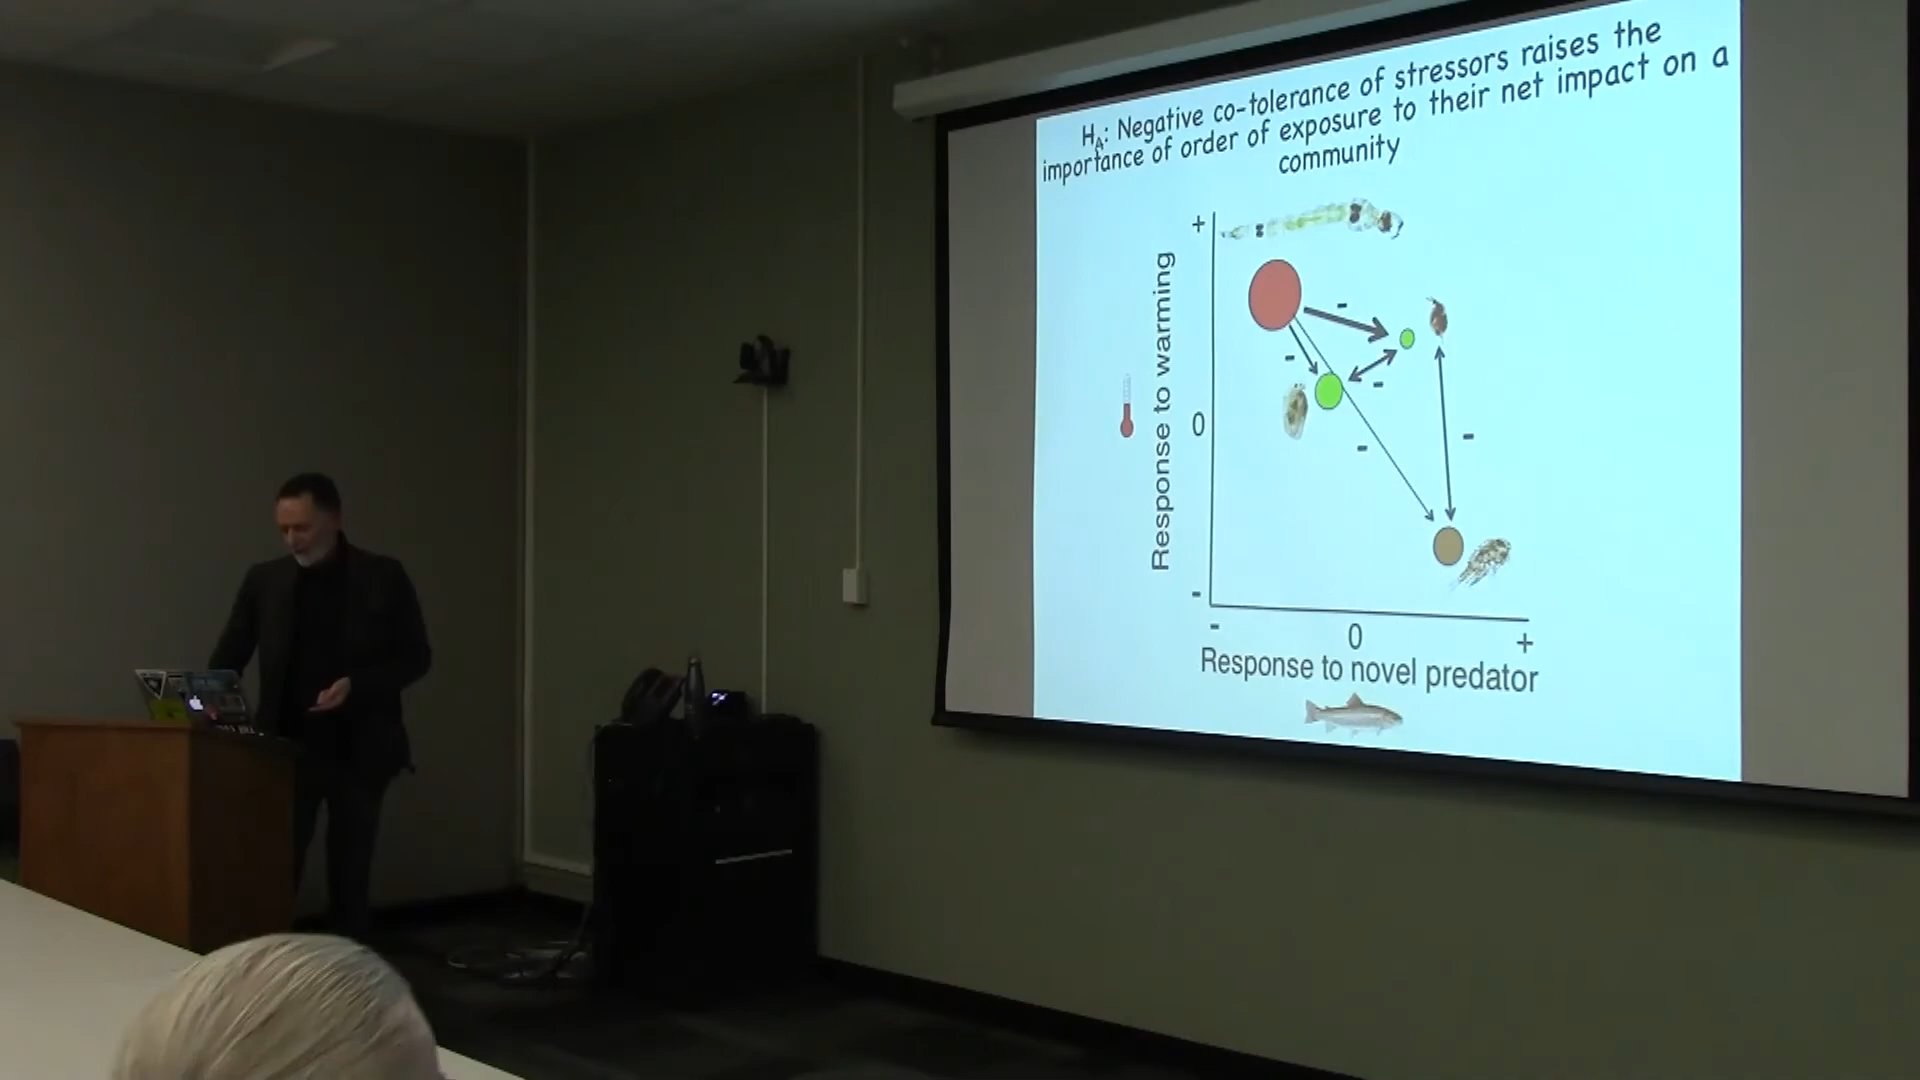 H_A: Negative co-tolerance of stressors raises the
importance of order of exposure to their net impact on a
community
+
Response to warming
0
-
-
-
-
-
-
-
0
+
Response to novel predator